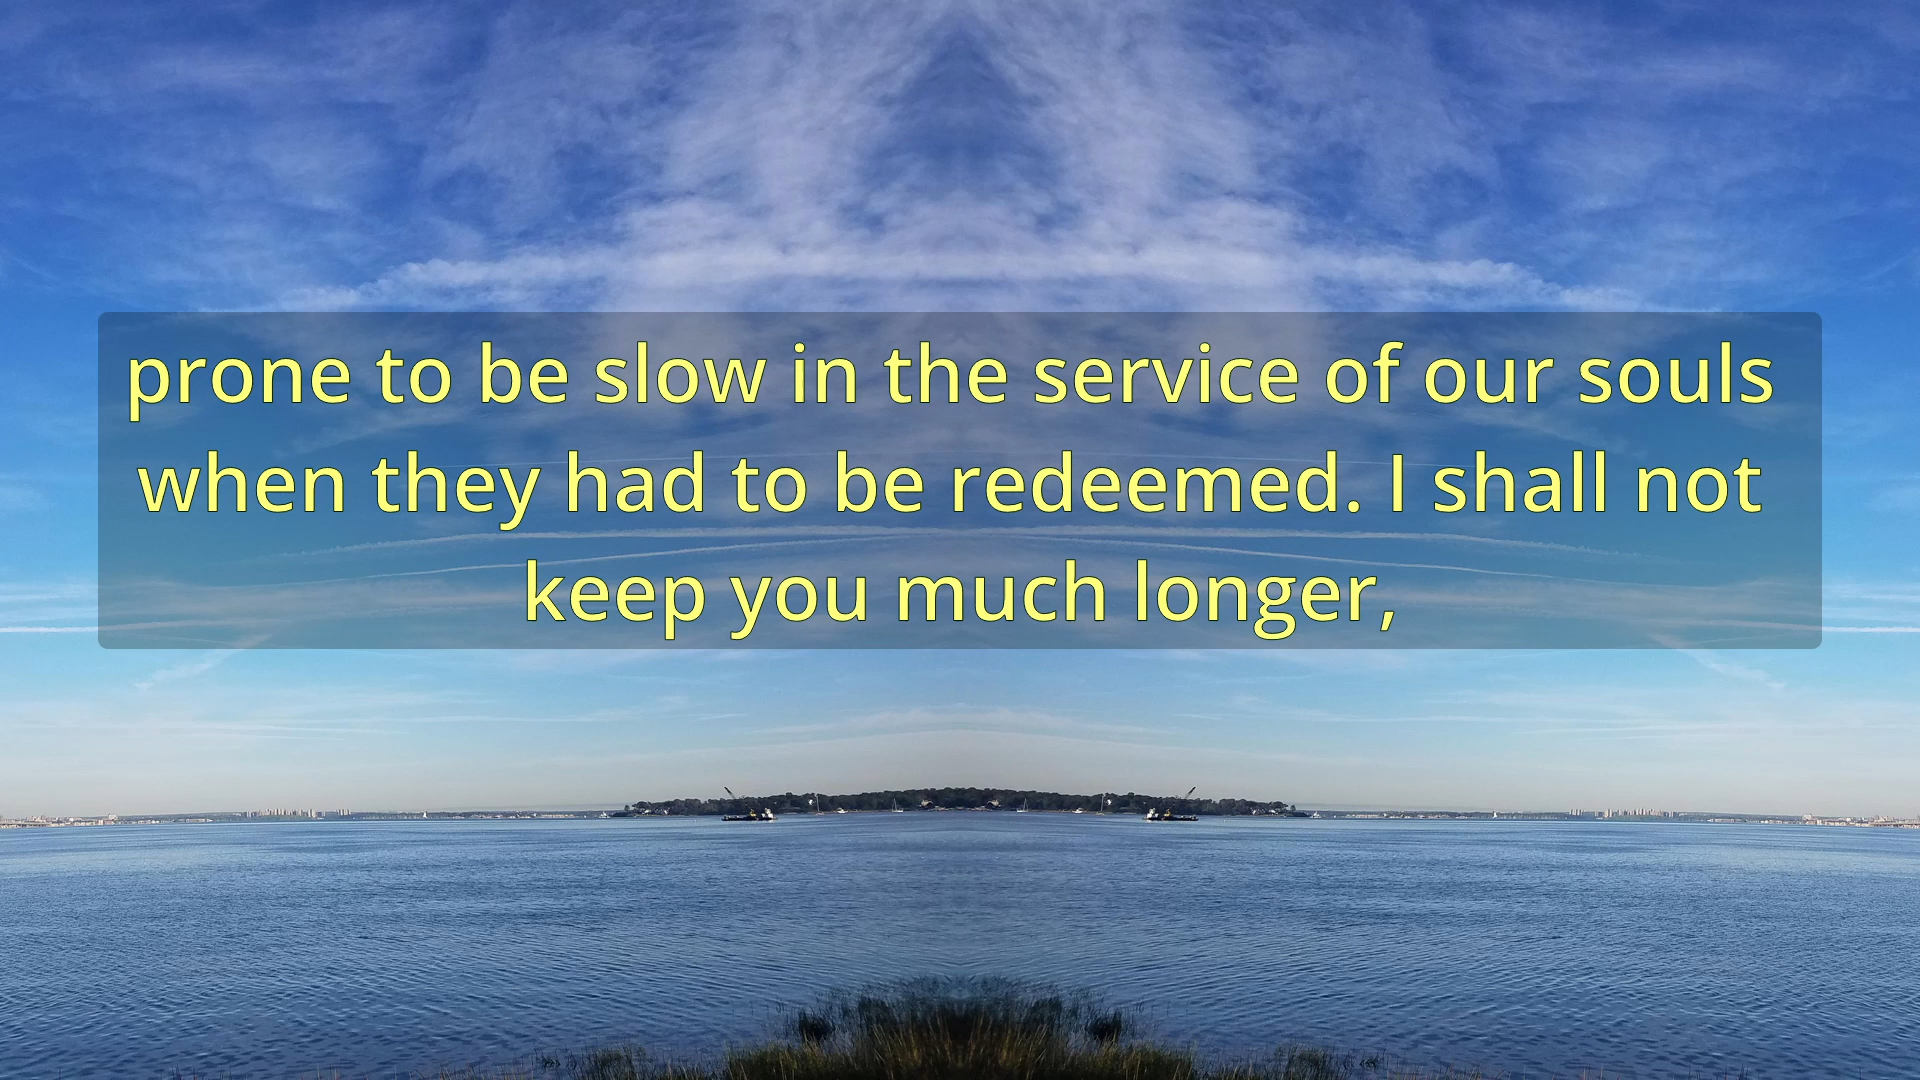 prone to be slow in the service of our souls
when they had to be redeemed. I shall not
keep you much longer,